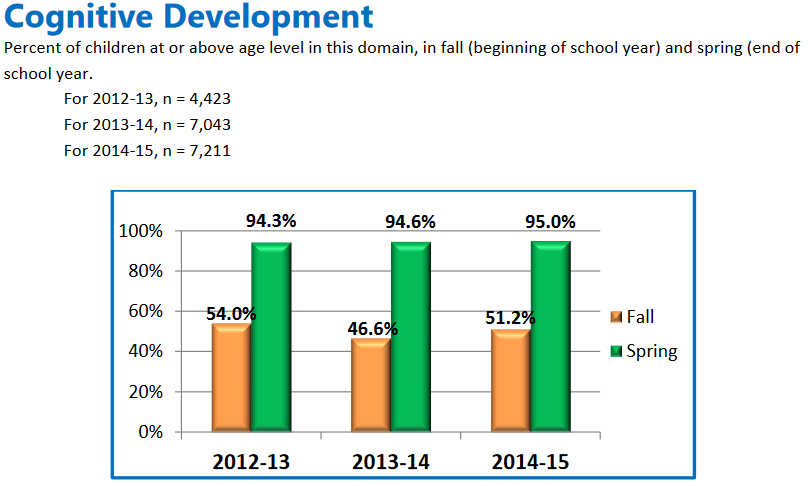 Cognitive Development
Percent of children at or above age level in this domain, in fall (beginning of school year) and spring (end of
school year.
For 2012-13, n = 4,423
For 2013-14, n = 7,043
For 2014-15, n = 7,211
94.3% 94.6% 95.0%
100%
80%
60%
54.0% 46.6% 51.2%
Fall
40%
Spring
20%
0%
2012-13 2013-14 2014-15